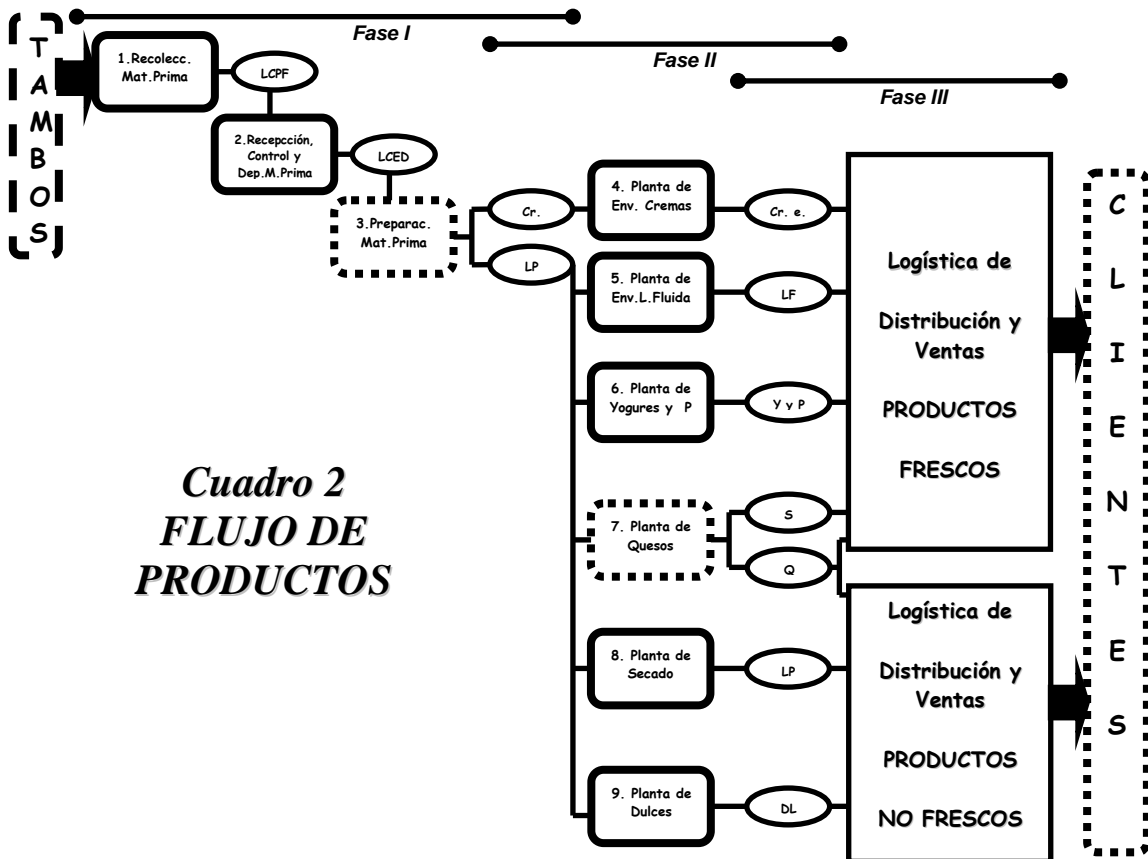 Fase I
Fase II
Fase III
TAMBOS
1.Recolecc.
Mat.Prima
LCPF
2.Recepcción,
Control y
Dep.M.Prima
LCED
3.Preparac.
Mat.Prima
Cr.
LP
4. Planta de
Env. Cremas
Cr. e.
5. Planta de
Env.L.Fluida
LF
6. Planta de
Yogures y P
Y y P
7. Planta de
Quesos
S
Q
8. Planta de
Secado
LP
9. Planta de
Dulces
DL
Logística de
Distribución y
Ventas
PRODUCTOS
FRESCOS
Logística de
Distribución y
Ventas
PRODUCTOS
NO FRESCOS
CLIENTES
Cuadro 2
FLUJO DE
PRODUCTOS